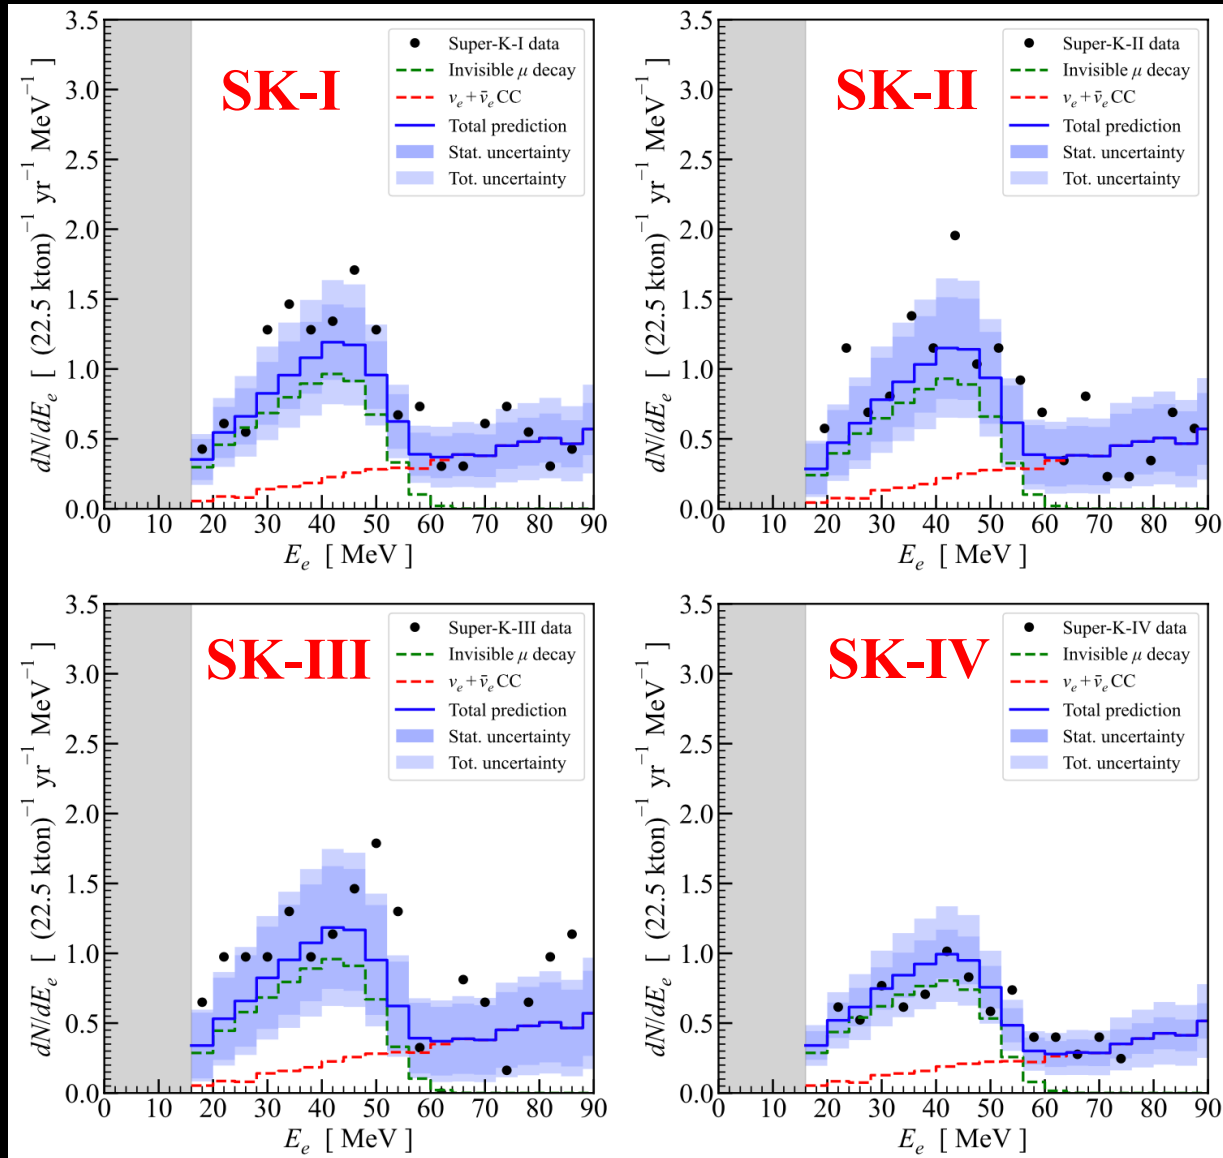 SK-I
Super-K-I data
Invisible μ decay
νₑ + ν̄ₑ CC
Total prediction
Stat. uncertainty
Tot. uncertainty
3.5
3.0
2.5
2.0
1.5
1.0
0.5
0.0
dN/dEₑ [ (22.5 kton)⁻¹ yr⁻¹ MeV⁻¹ ]
0 10 20 30 40 50 60 70 80 90
Eₑ [ MeV ]
SK-II
Super-K-II data
Invisible μ decay
νₑ + ν̄ₑ CC
Total prediction
Stat. uncertainty
Tot. uncertainty
3.5
3.0
2.5
2.0
1.5
1.0
0.5
0.0
dN/dEₑ [ (22.5 kton)⁻¹ yr⁻¹ MeV⁻¹ ]
0 10 20 30 40 50 60 70 80 90
Eₑ [ MeV ]
SK-III
Super-K-III data
Invisible μ decay
νₑ + ν̄ₑ CC
Total prediction
Stat. uncertainty
Tot. uncertainty
3.5
3.0
2.5
2.0
1.5
1.0
0.5
0.0
dN/dEₑ [ (22.5 kton)⁻¹ yr⁻¹ MeV⁻¹ ]
0 10 20 30 40 50 60 70 80 90
Eₑ [ MeV ]
SK-IV
Super-K-IV data
Invisible μ decay
νₑ + ν̄ₑ CC
Total prediction
Stat. uncertainty
Tot. uncertainty
3.5
3.0
2.5
2.0
1.5
1.0
0.5
0.0
dN/dEₑ [ (22.5 kton)⁻¹ yr⁻¹ MeV⁻¹ ]
0 10 20 30 40 50 60 70 80 90
Eₑ [ MeV ]